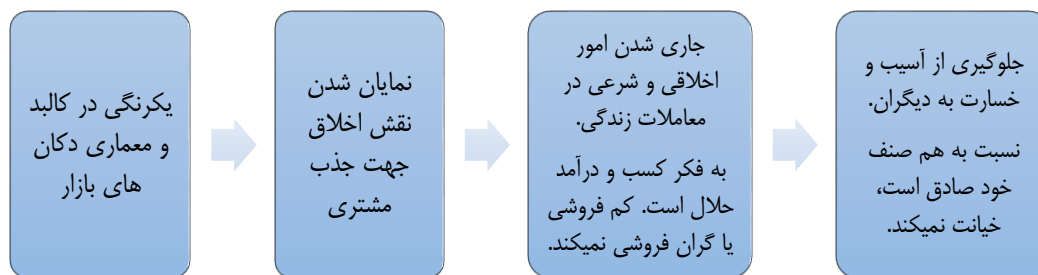 یکرنگی در کالبد
و معماری دکان
های بازار
نمایان شدن
نقش اخلاق
جهت جذب
مشتری
جاری شدن امور
اخلاقی و شرعی در
معاملات زندگی.
به فکر کسب و درآمد
حلال است. کم فروشی
یا گران فروشی نمیکند.
جلوگیری از آسیب و
خسارت به دیگران.
نسبت به هم صنف
خود صادق است،
خیانت نمیکند.